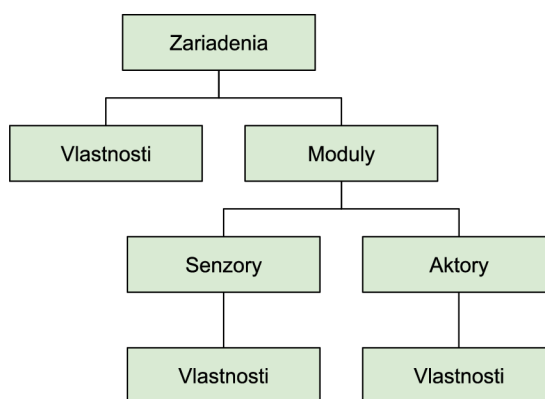 Zariadenia
Vlastnosti
Moduly
Senzory
Aktory
Vlastnosti
Vlastnosti